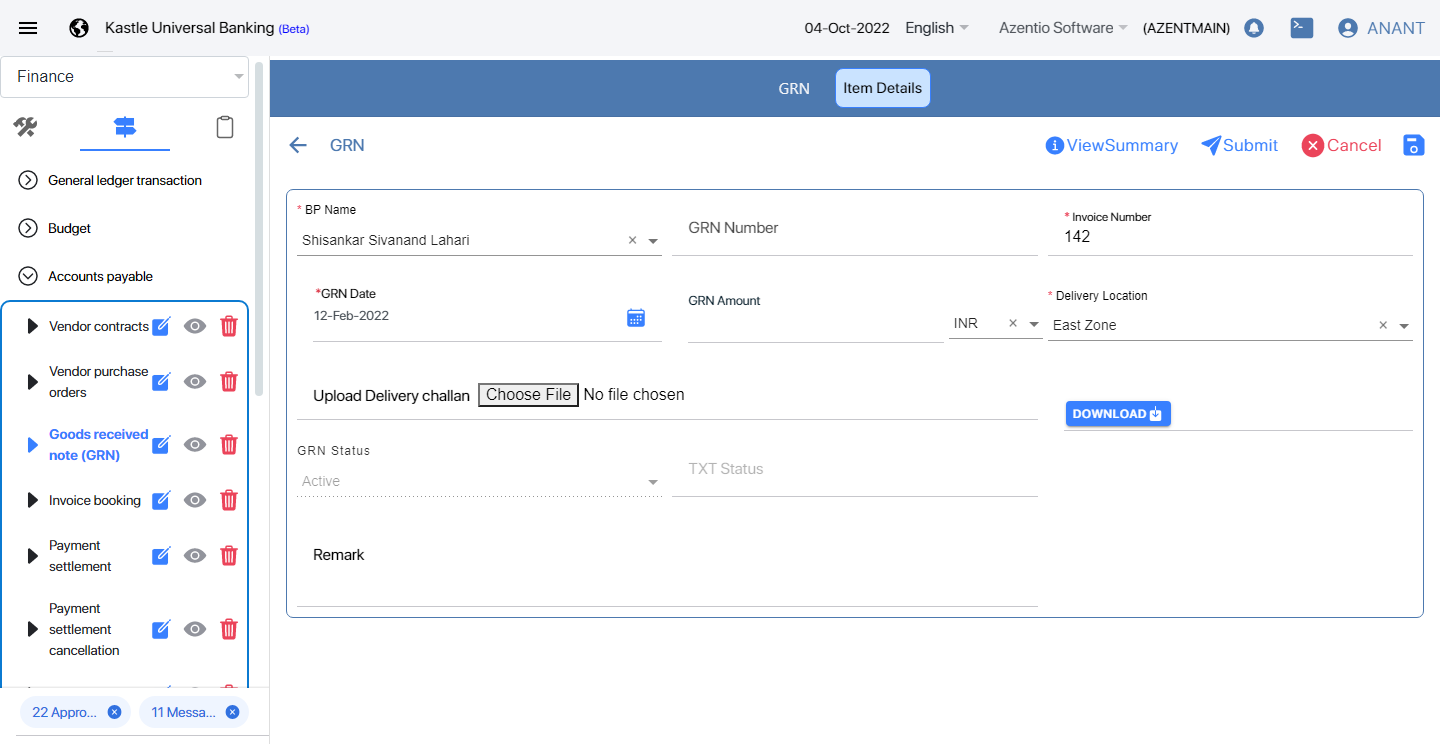 Kastle Universal Banking (Beta)
04-Oct-2022
English
Azentio Software
(AZENTMAIN)
ANANT
Finance
General ledger transaction
Budget
Accounts payable
Vendor contracts
Vendor purchase
orders
Goods received
note (GRN)
Invoice booking
Payment
settlement
Payment
settlement
cancellation
22 Appro...
11 Messa...
GRN
Item Details
GRN
ViewSummary
Submit
Cancel
* BP Name
Shisankar Sivanand Lahari
GRN Number
* Invoice Number
142
*GRN Date
12-Feb-2022
GRN Amount
INR
* Delivery Location
East Zone
Upload Delivery challan
Choose File No file chosen
DOWNLOAD
GRN Status
Active
TXT Status
Remark